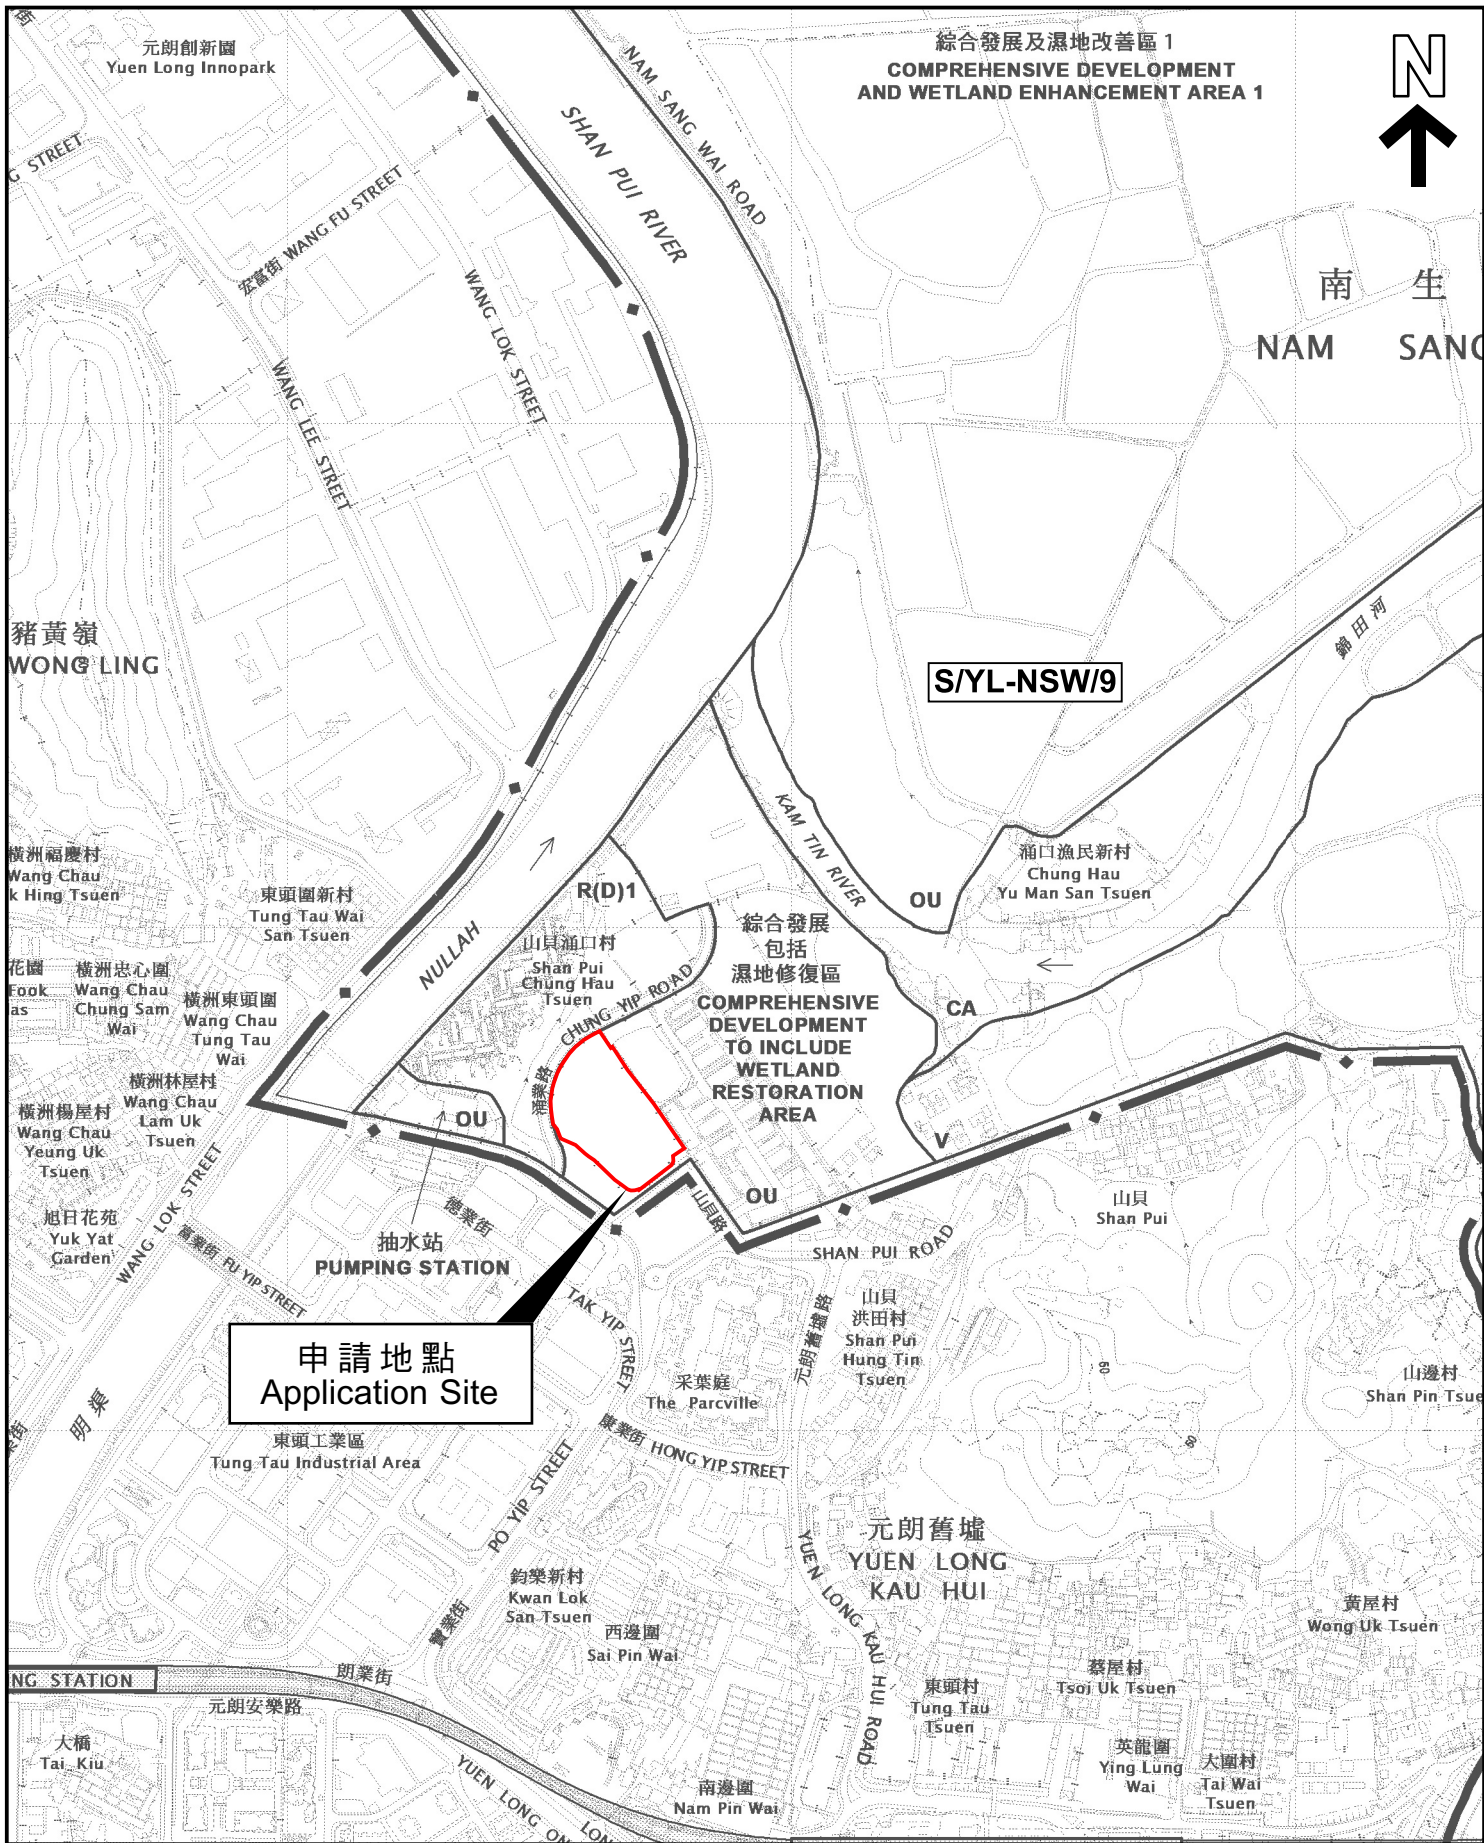 街
元朗創新園
Yuen Long Innopark
綜合發展及濕地改善區 1
COMPREHENSIVE DEVELOPMENT
AND WETLAND ENHANCEMENT AREA 1
N
NAM SANG WAI ROAD
SHAN PUI RIVER
G STREET
宏富街 WANG FU STREET
WANG LOK STREET
WANG LEE STREET
南 生
NAM SANG
豬黃嶺
WONG LING
S/YL-NSW/9
錦田河
KAM TIN RIVER
橫洲福慶村
Wang Chau
k Hing Tsuen
東頭圍新村
Tung Tau Wai
San Tsuen
涌口漁民新村
Chung Hau
Yu Man San Tsuen
R(D)1
OU
NULLAH
山貝涌口村
Shan Pui
Chung Hau
Tsuen
綜合發展
包括
濕地修復區
COMPREHENSIVE
DEVELOPMENT
TO INCLUDE
WETLAND
RESTORATION
AREA
花園
Fook
as
橫洲忠心圍
Wang Chau
Chung Sam
Wai
橫洲東頭圍
Wang Chau
Tung Tau
Wai
CHUNG YIP ROAD
涌業路
CA
橫洲林屋村
Wang Chau
Lam Uk
Tsuen
橫洲楊屋村
Wang Chau
Yeung Uk
Tsuen
OU
V
OU
山貝路
山貝
Shan Pui
旭日花苑
Yuk Yat
Garden
WANG LOK STREET
富業街 FU YIP STREET
德業街
抽水站
PUMPING STATION
SHAN PUI ROAD
TAK YIP STREET
元朗舊墟路
山貝
洪田村
Shan Pui
Hung Tin
Tsuen
申請地點
Application Site
采葉庭
The Parcville
60
山邊村
Shan Pin Tsue
明渠
東頭工業區
Tung Tau Industrial Area
康業街 HONG YIP STREET
60
PO YIP STREET
寶業街
元朗舊墟
YUEN LONG
KAU HUI
YUEN LONG KAU HUI ROAD
鈞樂新村
Kwan Lok
San Tsuen
西邊圍
Sai Pin Wai
黃屋村
Wong Uk Tsuen
蔡屋村
Tsoi Uk Tsuen
東頭村
Tung Tau
Tsuen
NG STATION
朗業街
元朗安樂路
大橋
Tai Kiu
YUEN LONG ON
LON
南邊圍
Nam Pin Wai
英龍圍
Ying Lung
Wai
大圍村
Tai Wai
Tsuen